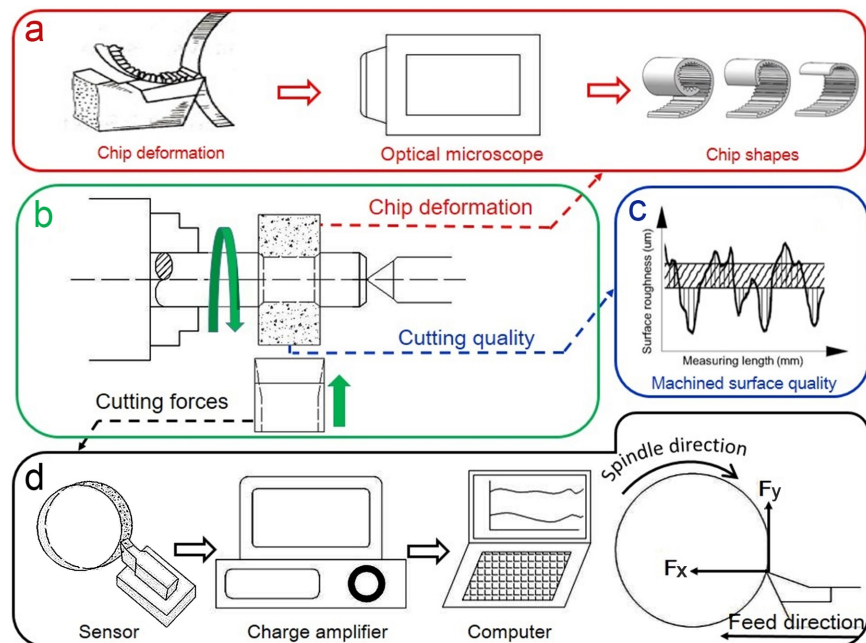 a
Chip deformation
Optical microscope
Chip shapes
b
Chip deformation
Cutting quality
Cutting forces
c
Surface roughness (um)
Measuring length (mm)
Machined surface quality
d
Sensor
Charge amplifier
Computer
Spindle direction
Fy
Fx
Feed direction